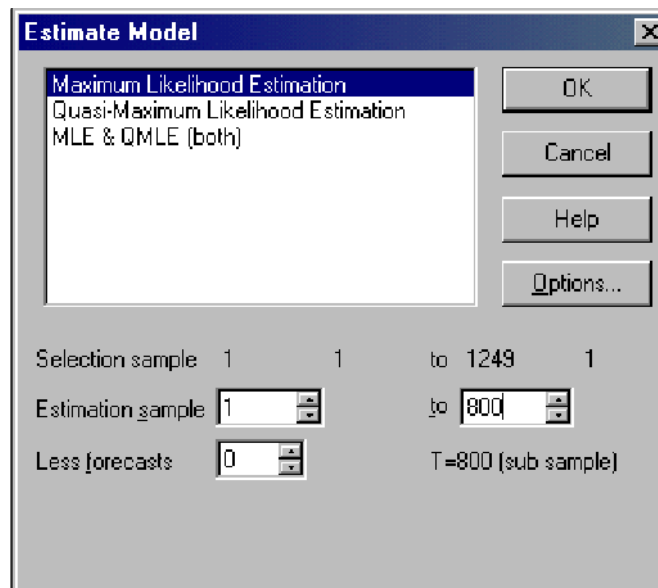 Estimate Model
Maximum Likelihood Estimation
Quasi-Maximum Likelihood Estimation
MLE & QMLE (both)
OK
Cancel
Help
Options...
Selection sample 1 1 to 1249 1
Estimation sample 1 to 800
Less forecasts 0 T=800 (sub sample)